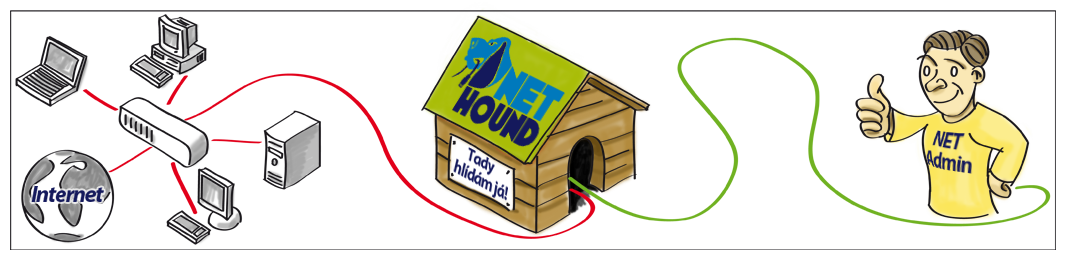 Internet
NET
HOUND
Tady
hlídám já!
NET
Admin